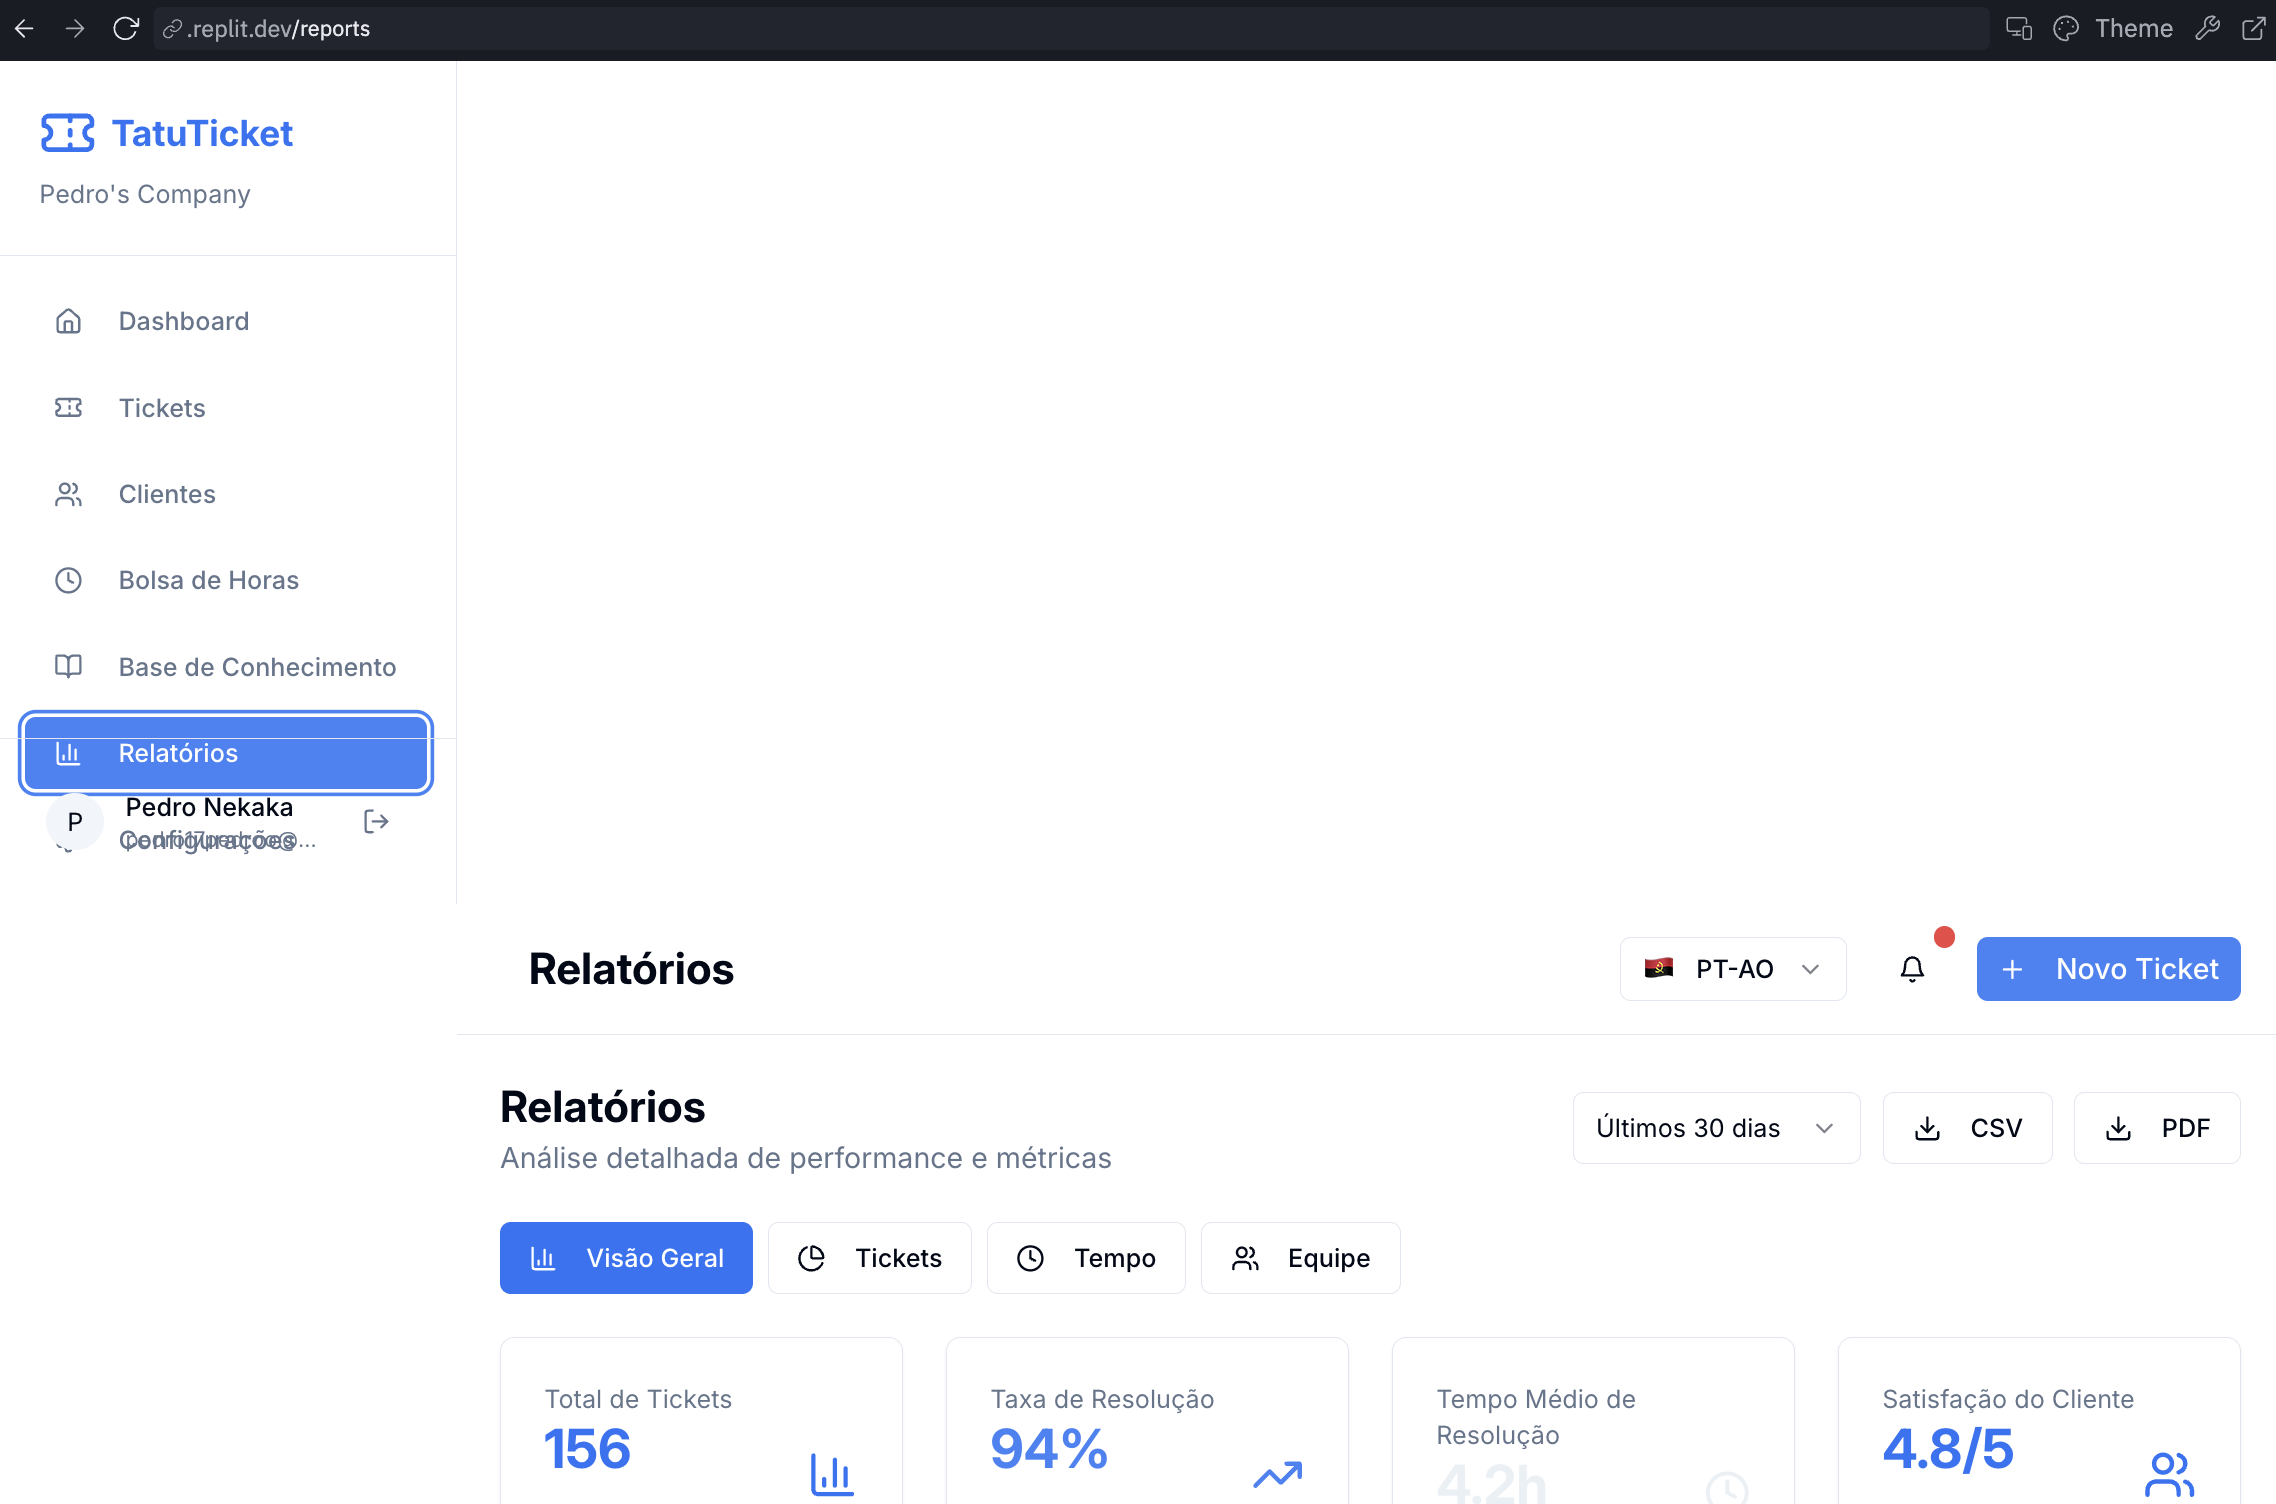 .replit.dev/reports
Theme
TatuTicket
Pedro's Company
Dashboard
Tickets
Clientes
Bolsa de Horas
Base de Conhecimento
Relatórios
P
Pedro Nekaka
Configurações
Relatórios
PT-AO
Novo Ticket
Relatórios
Análise detalhada de performance e métricas
Últimos 30 dias
CSV
PDF
Visão Geral
Tickets
Tempo
Equipe
Total de Tickets
156
Taxa de Resolução
94%
Tempo Médio de
Resolução
4.2h
Satisfação do Cliente
4.8/5